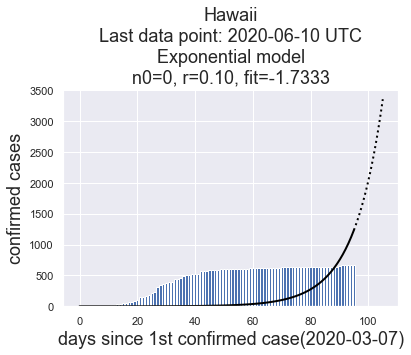 Hawaii
Last data point: 2020-06-10 UTC
Exponential model
n0=0, r=0.10, fit=-1.7333
3500
3000
2500
2000
1500
1000
500
0
confirmed cases
0 20 40 60 80 100
days since 1st confirmed case(2020-03-07)